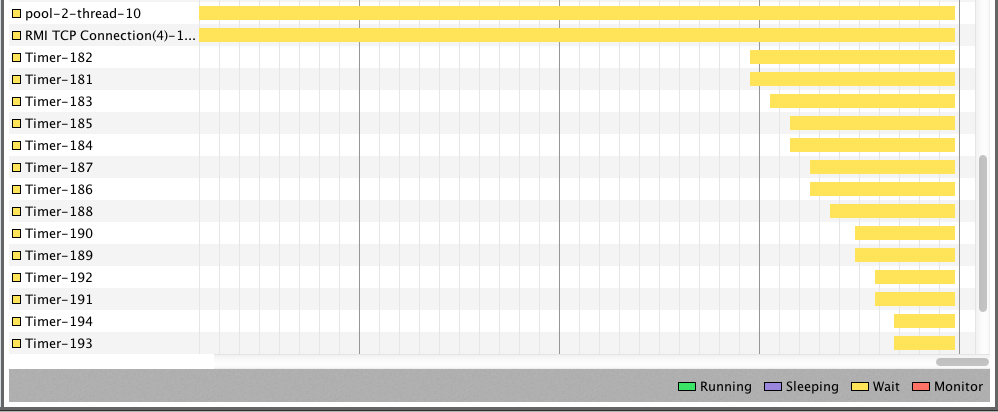 pool-2-thread-10
RMI TCP Connection(4)-1...
Timer-182
Timer-181
Timer-183
Timer-185
Timer-184
Timer-187
Timer-186
Timer-188
Timer-190
Timer-189
Timer-192
Timer-191
Timer-194
Timer-193
Running Sleeping Wait Monitor